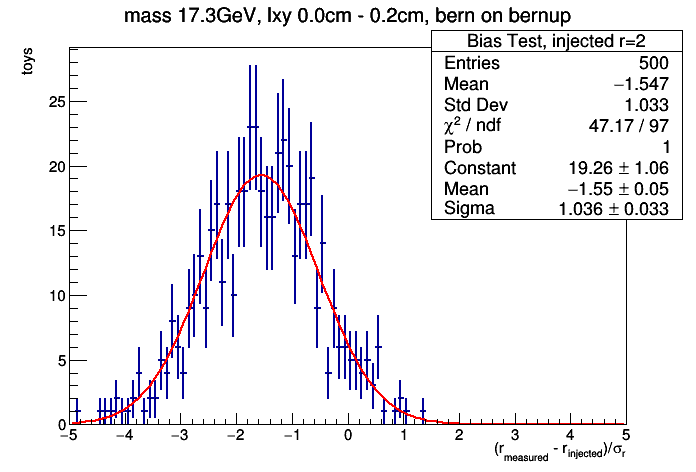 mass 17.3GeV, lxy 0.0cm - 0.2cm, bern on bernup
Bias Test, injected r=2
Entries 500
Mean −1.547
Std Dev 1.033
χ² / ndf 47.17 / 97
Prob 1
Constant 19.26 ± 1.06
Mean −1.55 ± 0.05
Sigma 1.036 ± 0.033
toys
25
20
15
10
5
0
−5 −4 −3 −2 −1 0 1 2 3 4 5
(r_measured - r_injected)/σ_r